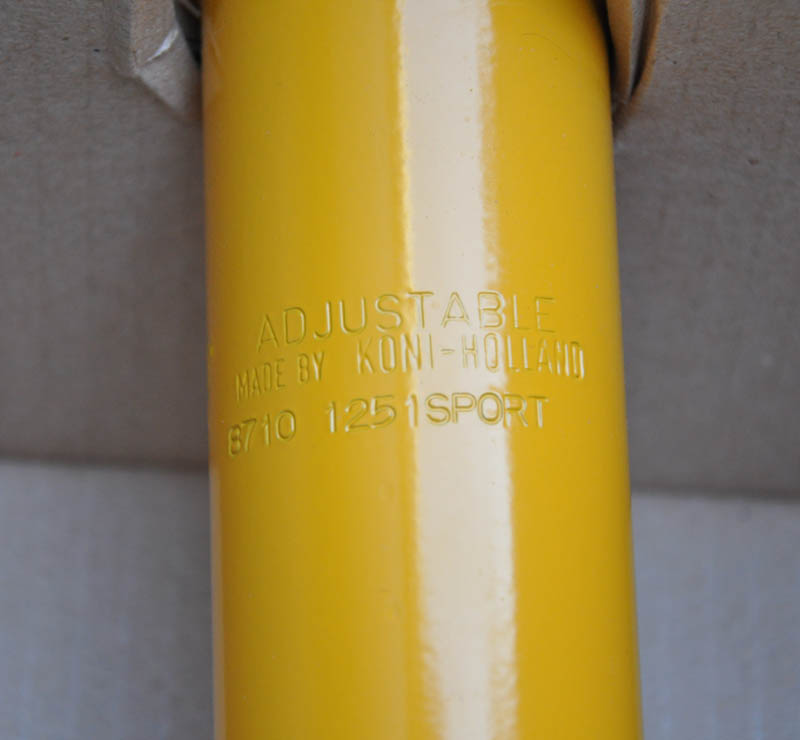 ADJUSTABLE
MADE BY KONI-HOLLAND
8710 1251SPORT